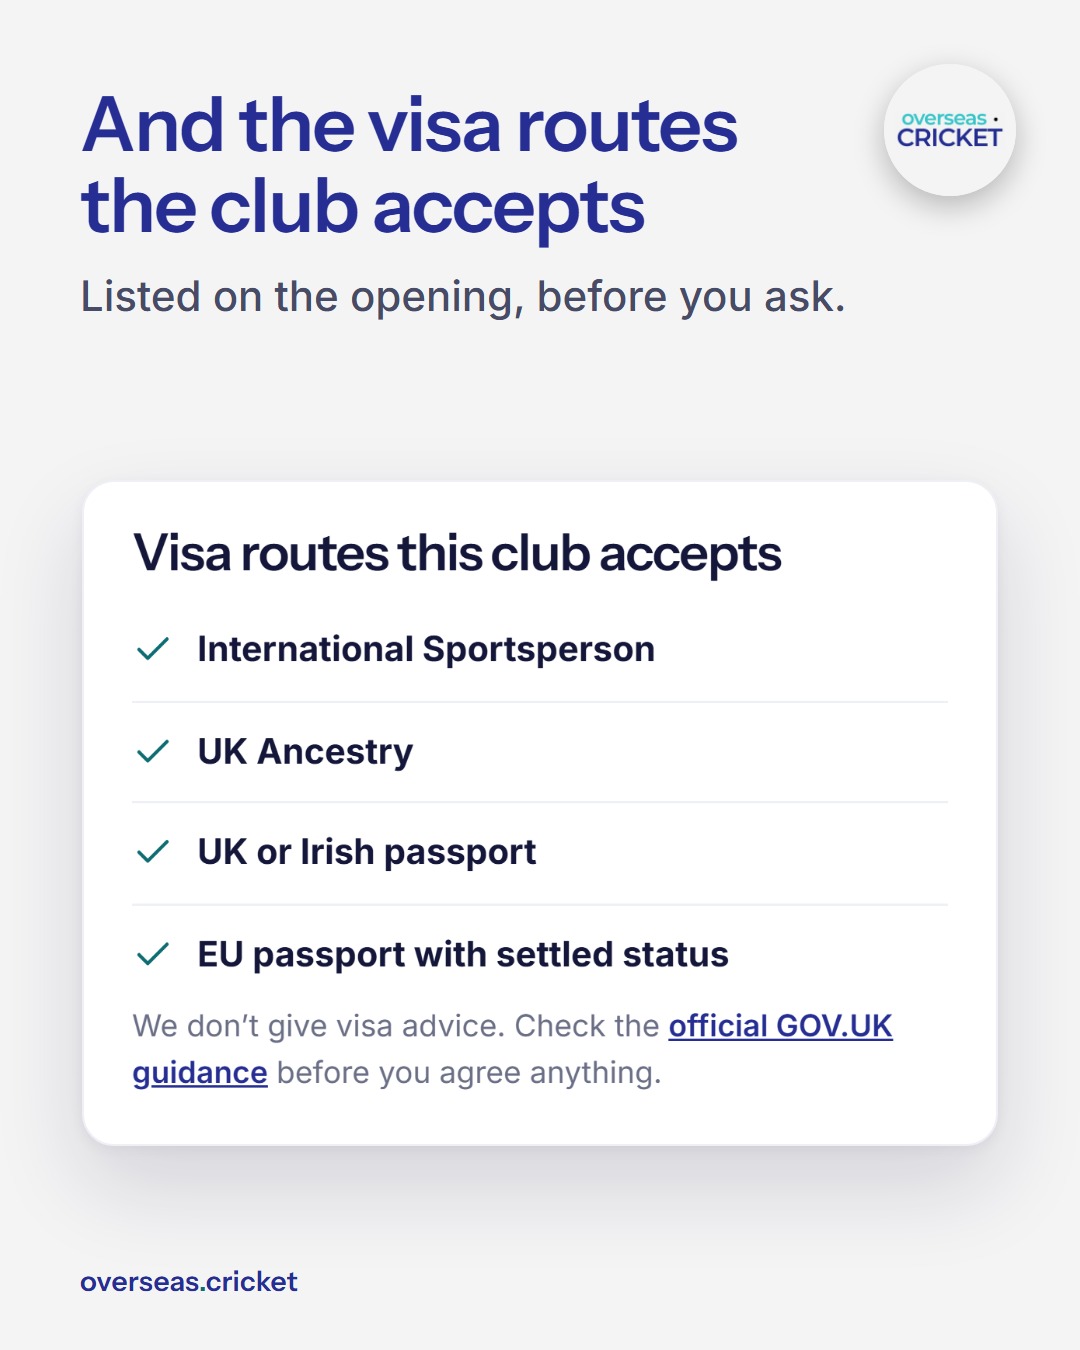 And the visa routes
the club accepts
overseas
CRICKET
Listed on the opening, before you ask.
Visa routes this club accepts
International Sportsperson
UK Ancestry
UK or Irish passport
EU passport with settled status
We don’t give visa advice. Check the official GOV.UK
guidance before you agree anything.
overseas.cricket